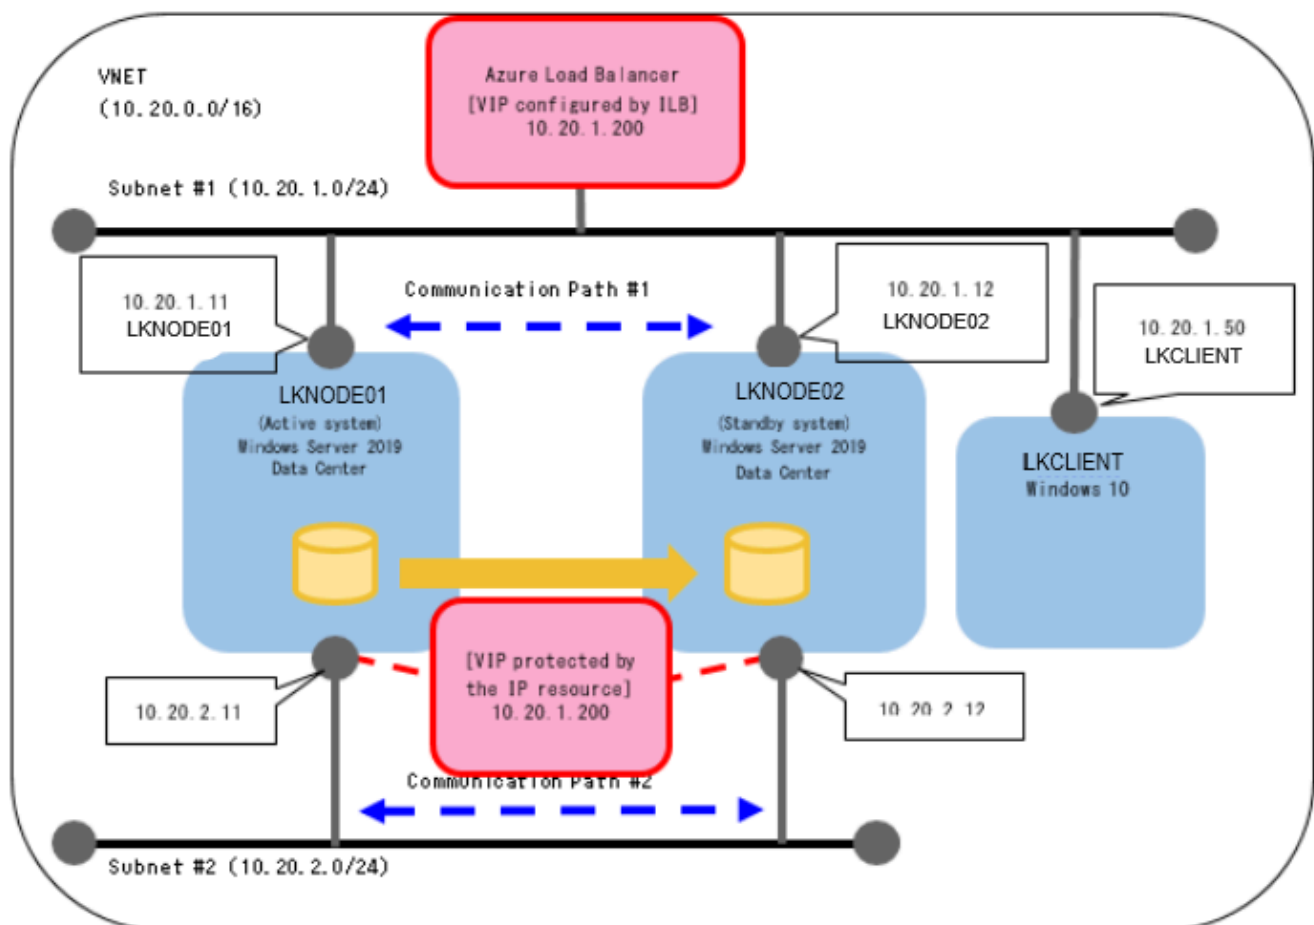 VNET
(10.20.0.0/16)
Azure Load Balancer
[VIP configured by ILB]
10.20.1.200
Subnet #1 (10.20.1.0/24)
10.20.1.11
LKNODE01
Communication Path #1
10.20.1.12
LKNODE02
10.20.1.50
LKCLIENT
LKNODE01
(Active system)
Windows Server 2019
Data Center
LKNODE02
(Standby system)
Windows Server 2019
Data Center
LKCLIENT
Windows 10
[VIP protected by
the IP resource]
10.20.1.200
10.20.2.11
10 20 2 12
Communication Path #2
Subnet #2 (10.20.2.0/24)